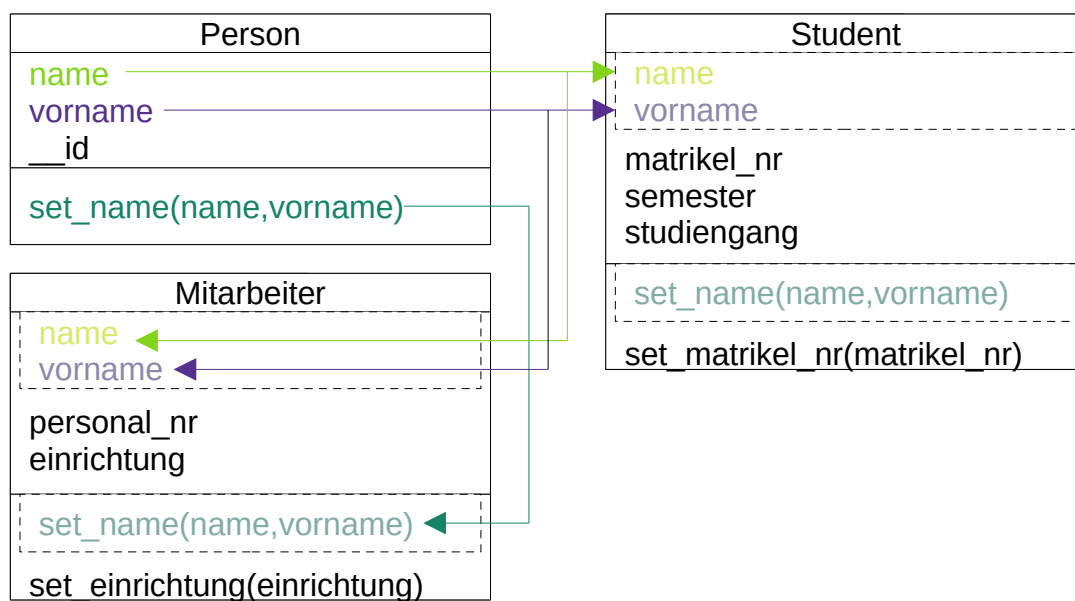 Person
name
vorname
__id
set_name(name,vorname)
Mitarbeiter
name
vorname
personal_nr
einrichtung
set_name(name,vorname)
set_einrichtung(einrichtung)
Student
name
vorname
matrikel_nr
semester
studiengang
set_name(name,vorname)
set_matrikel_nr(matrikel_nr)